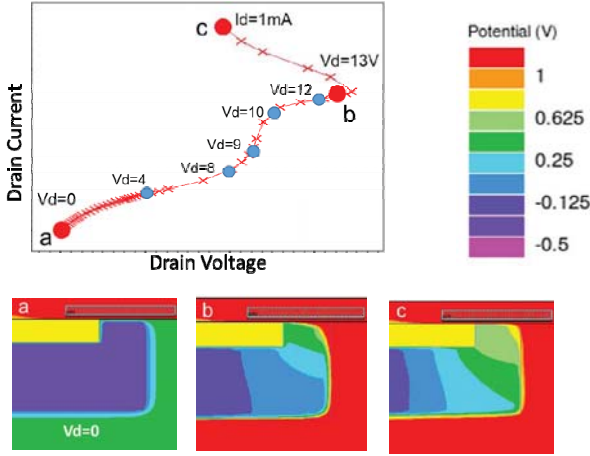 c
Id=1mA
Vd=13V
Vd=12
b
Vd=10
Vd=9
Vd=8
Vd=4
Vd=0
a
Drain Current
Drain Voltage
Potential (V)
1
0.625
0.25
-0.125
-0.5
a
b
c
Vd=0